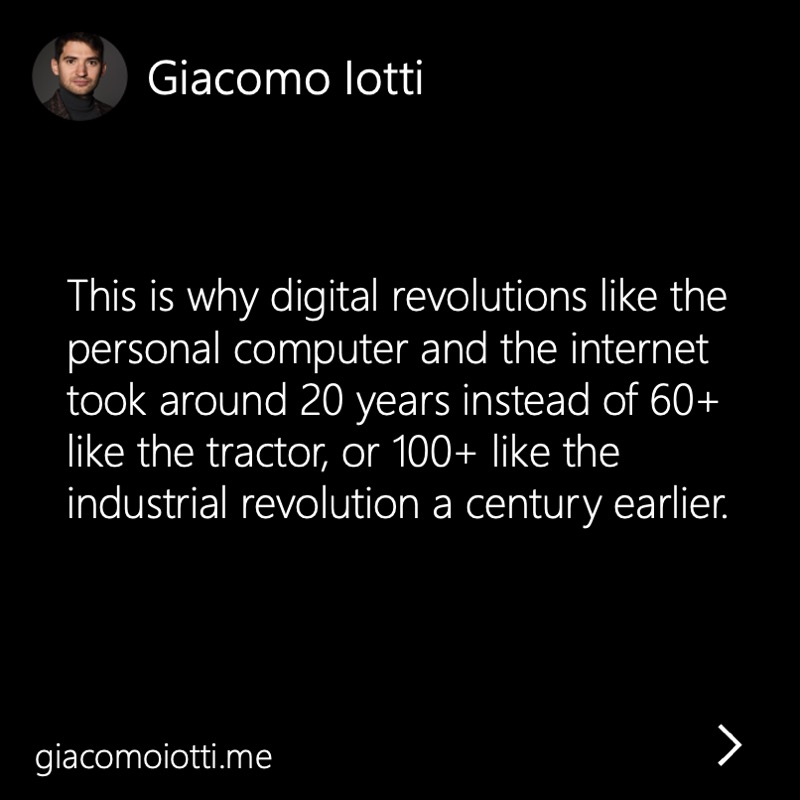 Giacomo Iotti
This is why digital revolutions like the
personal computer and the internet
took around 20 years instead of 60+
like the tractor, or 100+ like the
industrial revolution a century earlier.
giacomoiotti.me